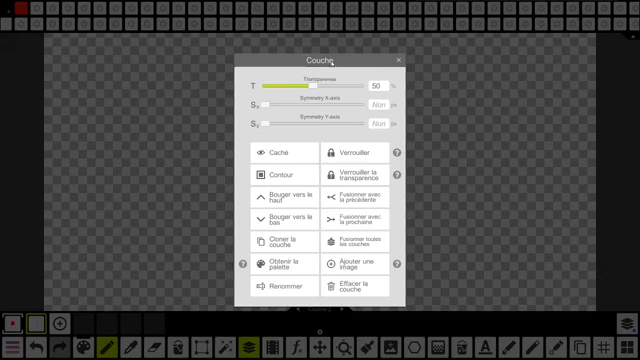 Couche
Transparence
T 50 %
Symmetry X-axis
Sx Non px
Symmetry Y-axis
Sy Non px
Caché
Verrouiller
?
Contour
Verrouiller la
transparence
?
Bouger vers le
haut
Fusionner avec
la précédente
Bouger vers le
bas
Fusionner avec
la prochaine
Cloner la
couche
Fusionner toutes
les couches
?
Obtenir la
palette
Ajouter une
image
?
Renommer
Effacer la
couche